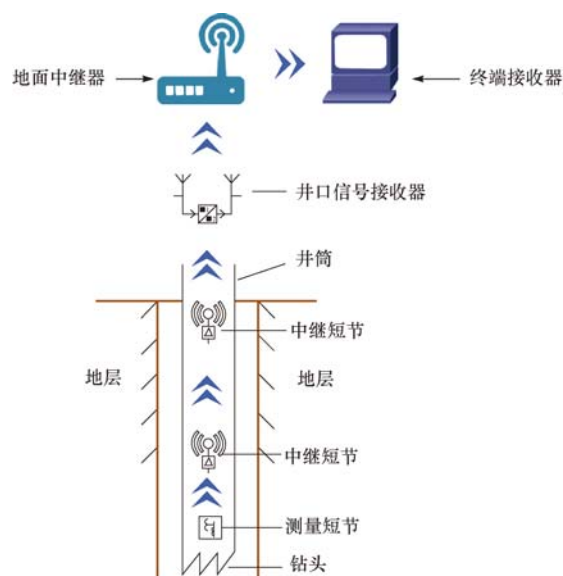 地面中继器
终端接收器
井口信号接收器
井筒
中继短节
地层
地层
中继短节
测量短节
钻头